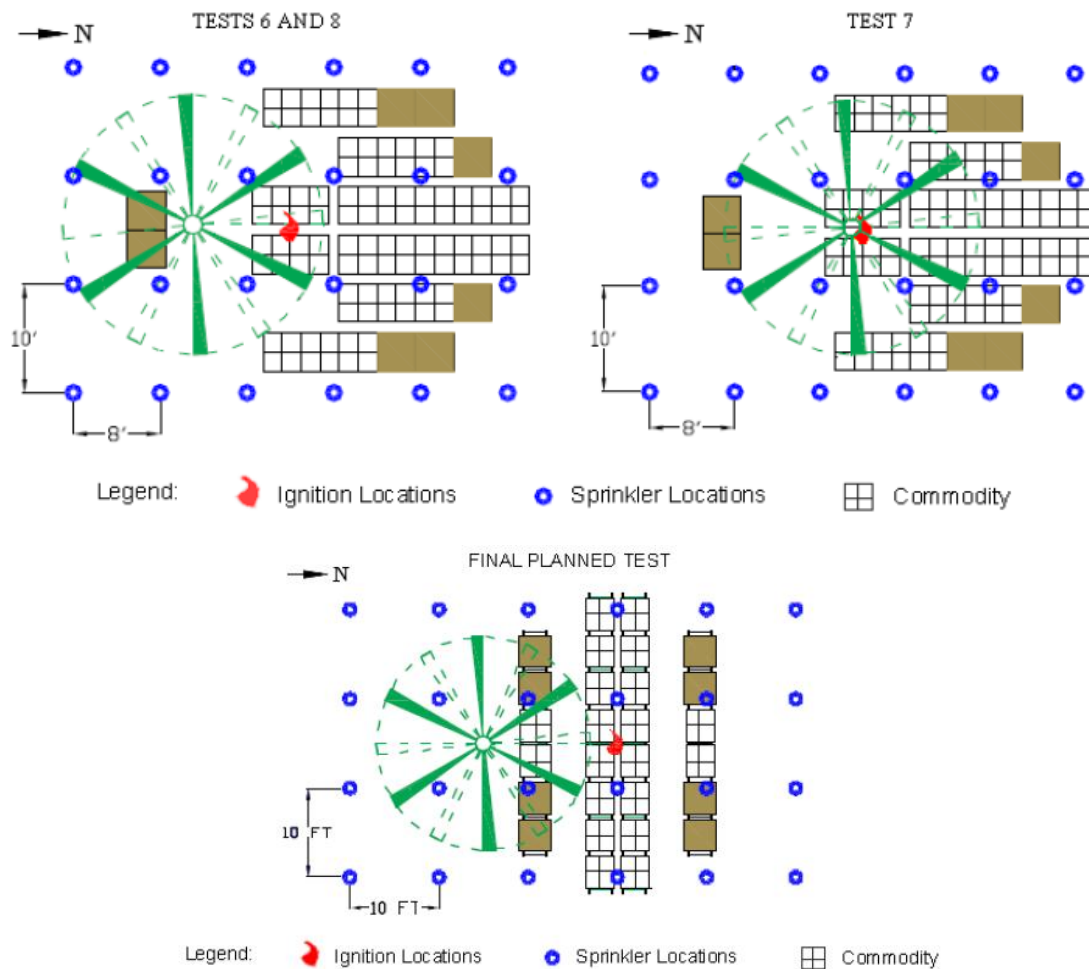 TESTS 6 AND 8
N
10'
8'
TEST 7
N
10'
8'
Legend: Ignition Locations Sprinkler Locations Commodity
FINAL PLANNED TEST
N
10 FT
10 FT
Legend: Ignition Locations Sprinkler Locations Commodity